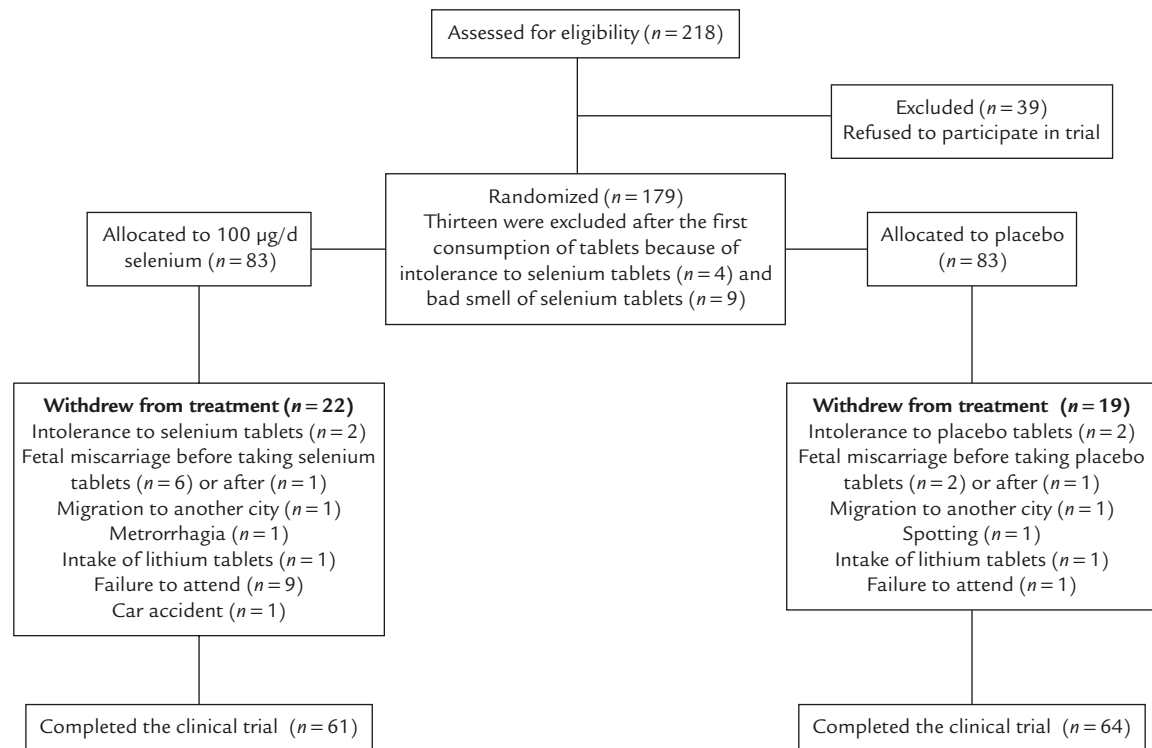 Assessed for eligibility (n = 218)
Excluded (n = 39)
Refused to participate in trial
Randomized (n = 179)
Thirteen were excluded after the first
consumption of tablets because of
intolerance to selenium tablets (n = 4) and
bad smell of selenium tablets (n = 9)
Allocated to 100 µg/d
selenium (n = 83)
Allocated to placebo
(n = 83)
Withdrew from treatment (n = 22)
Intolerance to selenium tablets (n = 2)
Fetal miscarriage before taking selenium
tablets (n = 6) or after (n = 1)
Migration to another city (n = 1)
Metrorrhagia (n = 1)
Intake of lithium tablets (n = 1)
Failure to attend (n = 9)
Car accident (n = 1)
Withdrew from treatment (n = 19)
Intolerance to placebo tablets (n = 2)
Fetal miscarriage before taking placebo
tablets (n = 2) or after (n = 1)
Migration to another city (n = 1)
Spotting (n = 1)
Intake of lithium tablets (n = 1)
Failure to attend (n = 1)
Completed the clinical trial (n = 61)
Completed the clinical trial (n = 64)